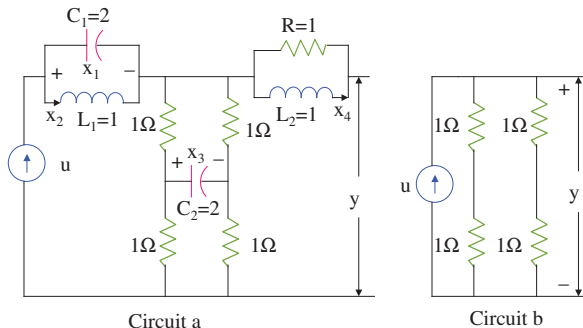 C₁=2
R=1
+ x₁ −
x₂
L₁=1
L₂=1
x₄
1Ω
1Ω
+ x₃ −
C₂=2
u
y
1Ω
1Ω
Circuit a
+
1Ω
1Ω
u
y
1Ω
1Ω
−
Circuit b